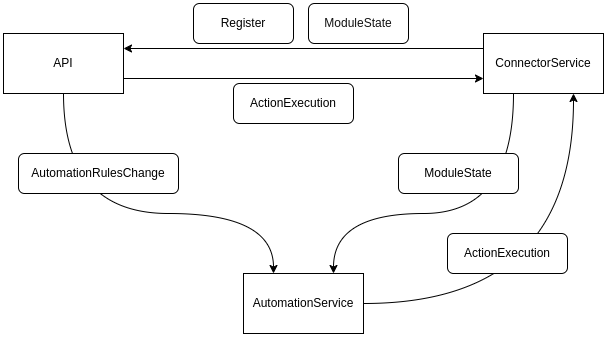 Register
ModuleState
API
ConnectorService
ActionExecution
AutomationRulesChange
ModuleState
ActionExecution
AutomationService